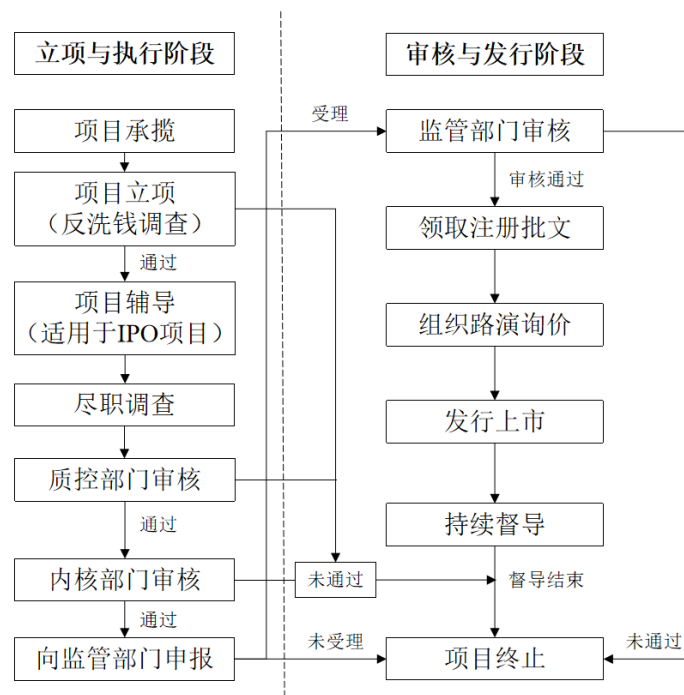 立项与执行阶段
项目承揽
项目立项
（反洗钱调查）
通过
项目辅导
（适用于IPO项目）
尽职调查
质控部门审核
通过
内核部门审核
通过
向监管部门申报
审核与发行阶段
受理
监管部门审核
审核通过
领取注册批文
组织路演询价
发行上市
持续督导
未通过
督导结束
未受理
项目终止
未通过